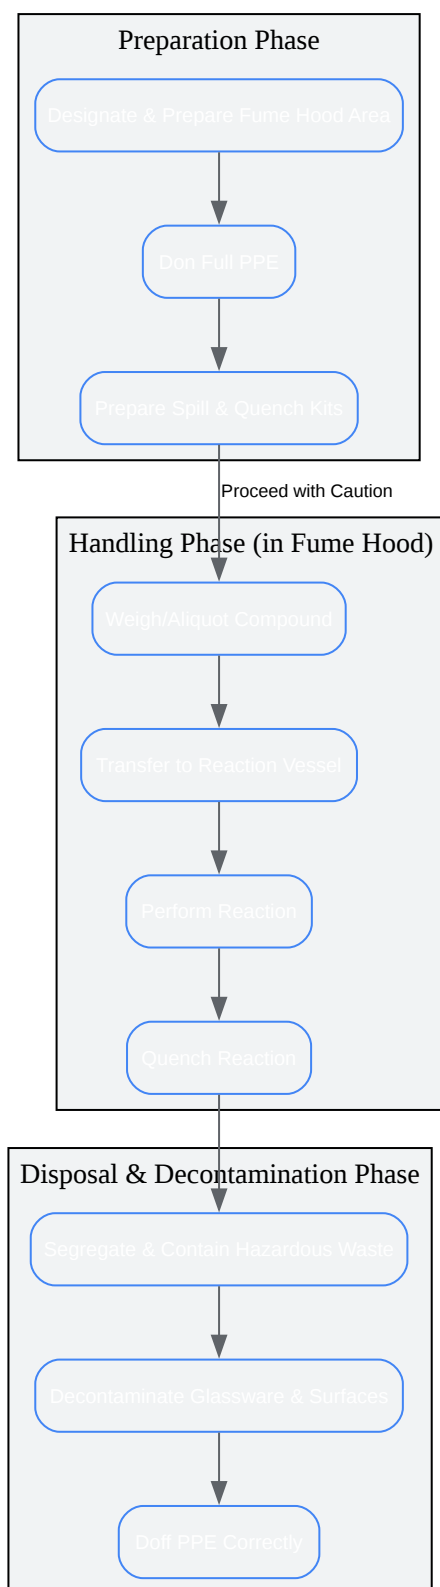 Preparation Phase
Designate & Prepare Fume Hood Area
Don Full PPE
Prepare Spill & Quench Kits
Proceed with Caution
Handling Phase (in Fume Hood)
Weigh/Aliquot Compound
Transfer to Reaction Vessel
Perform Reaction
Quench Reaction
Disposal & Decontamination Phase
Segregate & Contain Hazardous Waste
Decontaminate Glassware & Surfaces
Doff PPE Correctly